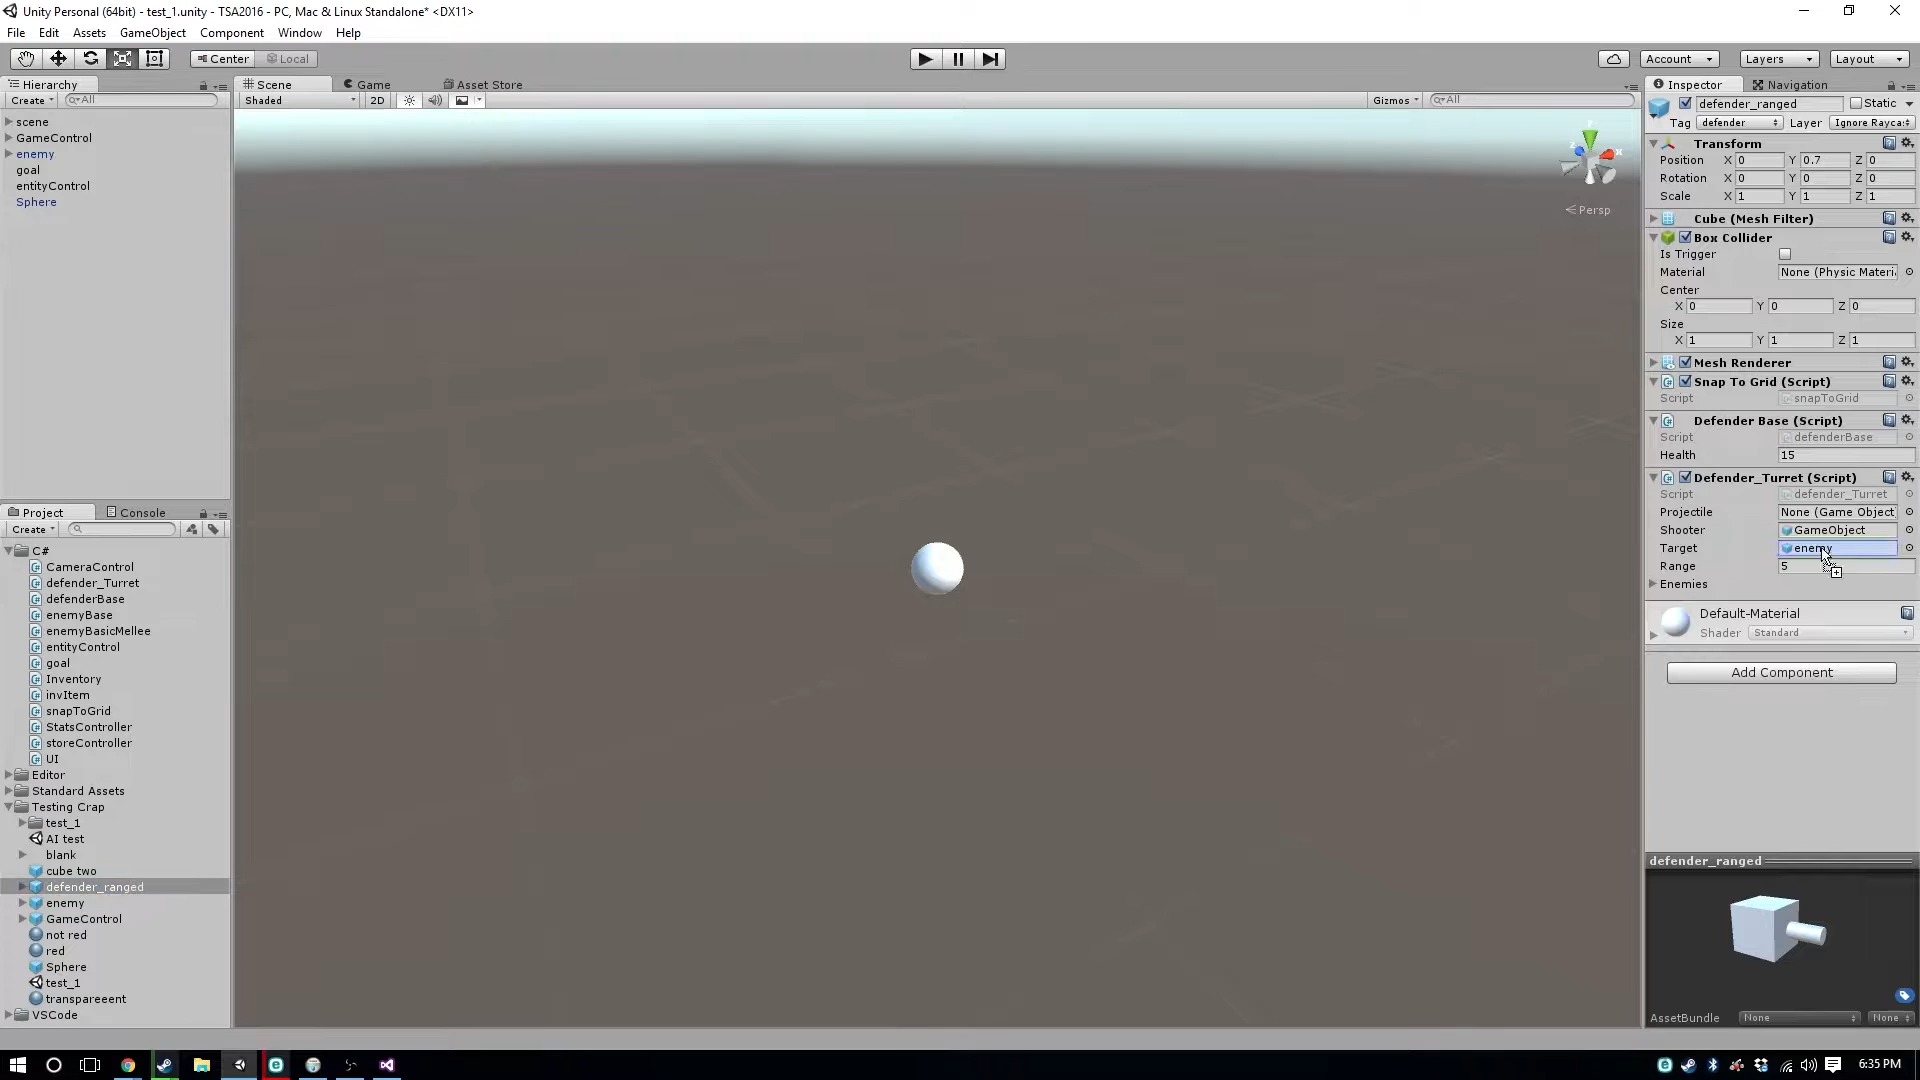 Unity Personal (64bit) - test_1.unity - TSA2016 - PC, Mac & Linux Standalone* <DX11>
File Edit Assets GameObject Component Window Help
Center Local
Account Layers Layout
Hierarchy
Create All
scene
GameControl
enemy
goal
entityControl
Sphere
Scene Game Asset Store
Shaded 2D Gizmos All
y
x
z
Persp
Project Console
Create
C#
CameraControl
defender_Turret
defenderBase
enemyBase
enemyBasicMellee
entityControl
goal
Inventory
invItem
snapToGrid
StatsController
storeController
UI
Editor
Standard Assets
Testing Crap
test_1
AI test
blank
cube two
defender_ranged
enemy
GameControl
not red
red
Sphere
test_1
transpareeent
VSCode
Inspector Navigation
defender_ranged Static
Tag defender Layer Ignore Rayca
Transform
Position X 0 Y 0.7 Z 0
Rotation X 0 Y 0 Z 0
Scale X 1 Y 1 Z 1
Cube (Mesh Filter)
Box Collider
Is Trigger
Material None (Physic Materi
Center
X 0 Y 0 Z 0
Size
X 1 Y 1 Z 1
Mesh Renderer
Snap To Grid (Script)
Script snapToGrid
Defender Base (Script)
Script defenderBase
Health 15
Defender_Turret (Script)
Script defender_Turret
Projectile None (Game Object
Shooter GameObject
Target enemy
Range 5
Enemies
Default-Material
Shader Standard
Add Component
defender_ranged
AssetBundle None None
6:35 PM